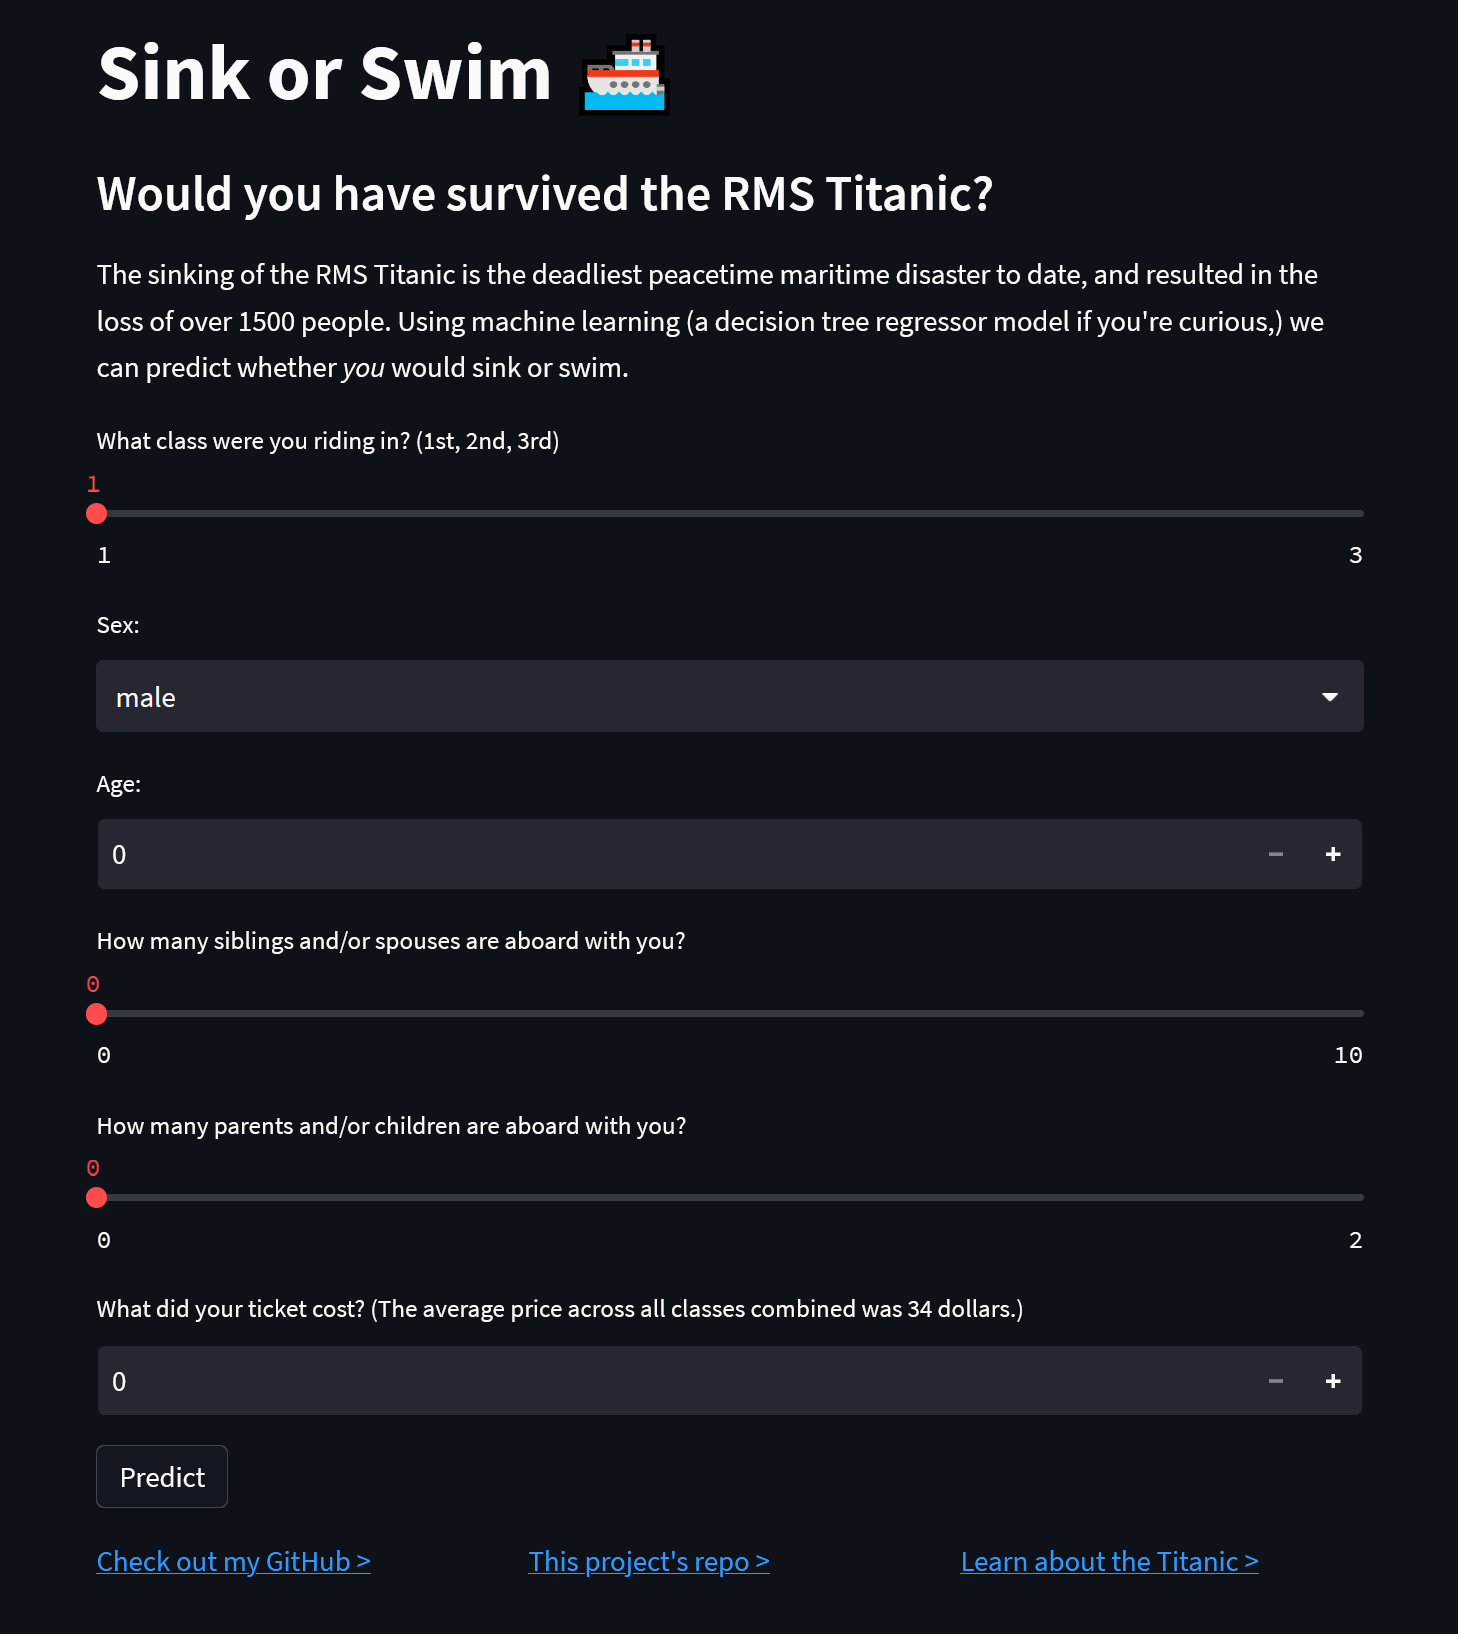 Sink or Swim
Would you have survived the RMS Titanic?
The sinking of the RMS Titanic is the deadliest peacetime maritime disaster to date, and resulted in the
loss of over 1500 people. Using machine learning (a decision tree regressor model if you're curious,) we
can predict whether you would sink or swim.
What class were you riding in? (1st, 2nd, 3rd)
1
1 3
Sex:
male
Age:
0
How many siblings and/or spouses are aboard with you?
0
0 10
How many parents and/or children are aboard with you?
0
0 2
What did your ticket cost? (The average price across all classes combined was 34 dollars.)
0
Predict
Check out my GitHub > This project's repo > Learn about the Titanic >